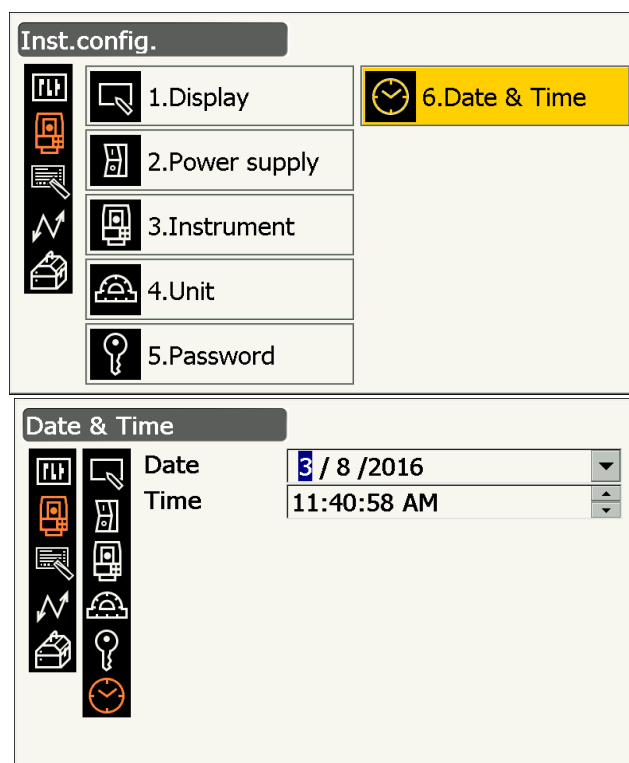 Inst.config.
1.Display
6.Date & Time
2.Power supply
3.Instrument
4.Unit
5.Password
Date & Time
Date 3 / 8 /2016
Time 11:40:58 AM